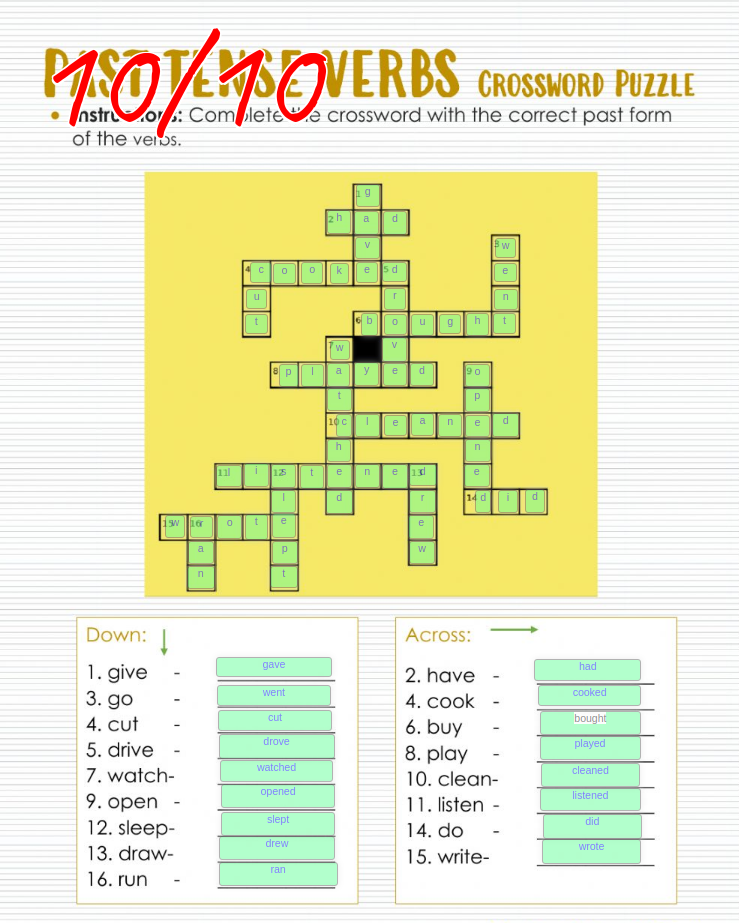 PAST TENSE VERBS CROSSWORD PUZZLE
10/10
• Instructions: Complete the crossword with the correct past form
of the verbs.
1 g
2 h a d
v 3 w
4 c o o k e 5 d e
u r n
t 6 b o u g h t
7 w v
8 p l a y e d 9 o
t p
10 c l e a n e d
h n
11 l i 12 s t e n e 13 d e
l d r 14 d i d
15 w 16 r o t e e
a p w
n t
Down:
1. give - gave
3. go - went
4. cut - cut
5. drive - drove
7. watch- watched
9. open - opened
12. sleep- slept
13. draw- drew
16. run - ran
Across:
2. have - had
4. cook - cooked
6. buy - bought
8. play - played
10. clean- cleaned
11. listen - listened
14. do - did
15. write- wrote